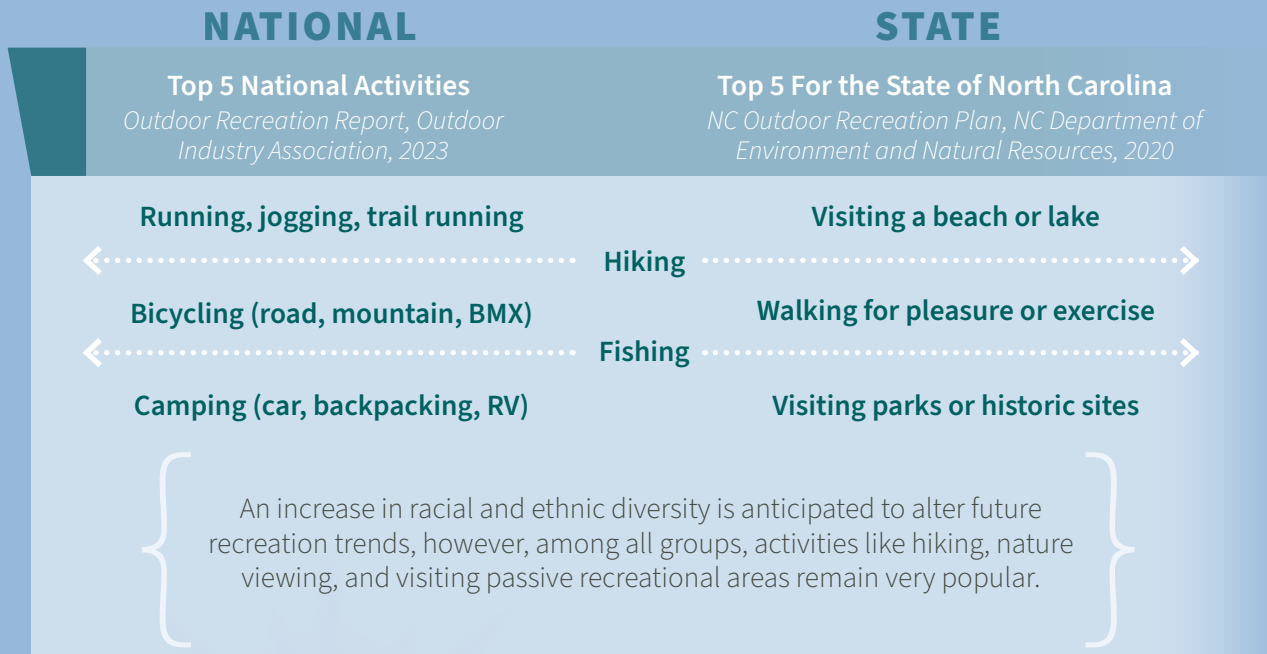 NATIONAL
STATE
Top 5 National Activities
Outdoor Recreation Report, Outdoor
Industry Association, 2023
Top 5 For the State of North Carolina
NC Outdoor Recreation Plan, NC Department of
Environment and Natural Resources, 2020
Running, jogging, trail running
Visiting a beach or lake
Hiking
Bicycling (road, mountain, BMX)
Walking for pleasure or exercise
Fishing
Camping (car, backpacking, RV)
Visiting parks or historic sites
An increase in racial and ethnic diversity is anticipated to alter future
recreation trends, however, among all groups, activities like hiking, nature
viewing, and visiting passive recreational areas remain very popular.